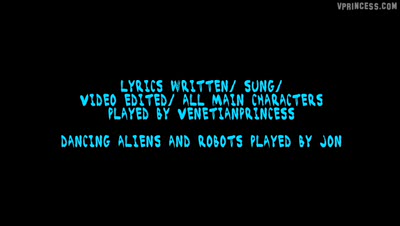 VPRINCESS.COM
LYRICS WRITTEN/ SUNG/
VIDEO EDITED/ ALL MAIN CHARACTERS
PLAYED BY VENETIANPRINCESS
DANCING ALIENS AND ROBOTS PLAYED BY JON